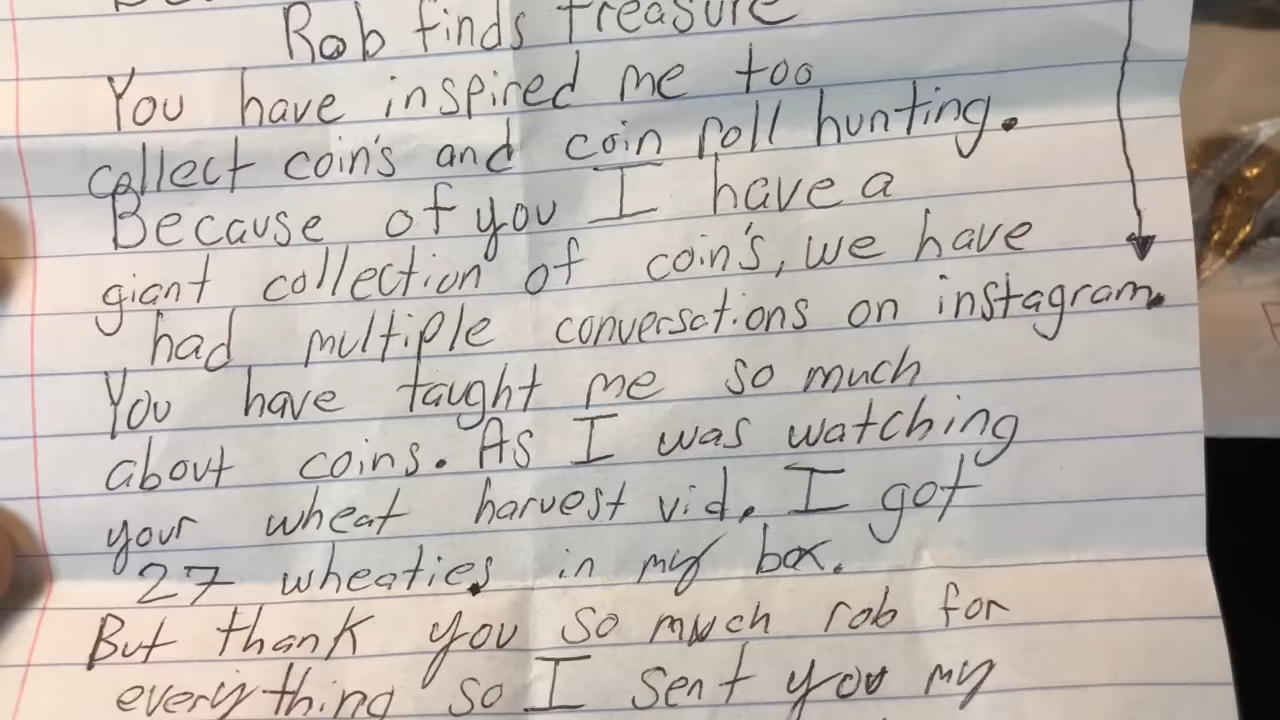 Rob finds treasure
You have inspired me too
collect coin's and coin roll hunting.
Because of you I have a
giant collection of coin's, we have
had multiple conversations on instagram.
You have taught me so much
about coins. As I was watching
your wheat harvest vid. I got
27 wheaties in my box.
But thank you so much rob for
everything so I sent you my